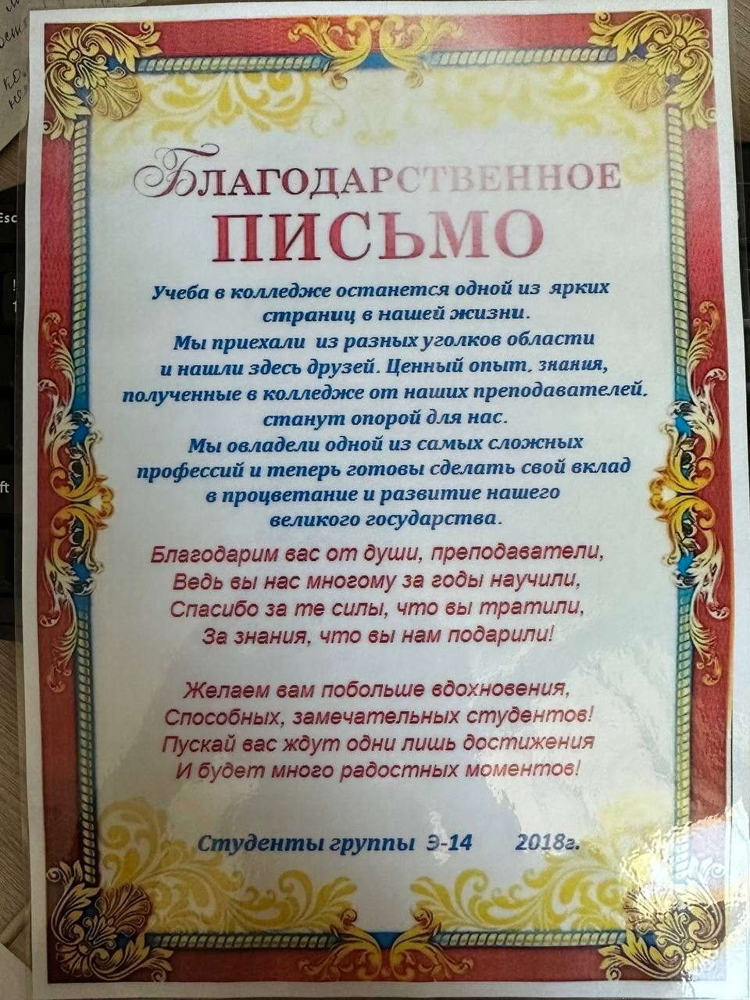 Благодарственное
ПИСЬМО
Учеба в колледже останется одной из ярких
страниц в нашей жизни.
Мы приехали из разных уголков области
и нашли здесь друзей. Ценный опыт, знания,
полученные в колледже от наших преподавателей,
станут опорой для нас.
Мы овладели одной из самых сложных
профессий и теперь готовы сделать свой вклад
в процветание и развитие нашего
великого государства.
Благодарим вас от души, преподаватели,
Ведь вы нас многому за годы научили,
Спасибо за те силы, что вы тратили,
За знания, что вы нам подарили!
Желаем вам побольше вдохновения,
Способных, замечательных студентов!
Пускай вас ждут одни лишь достижения
И будет много радостных моментов!
Студенты группы Э-14 2018г.
Esc